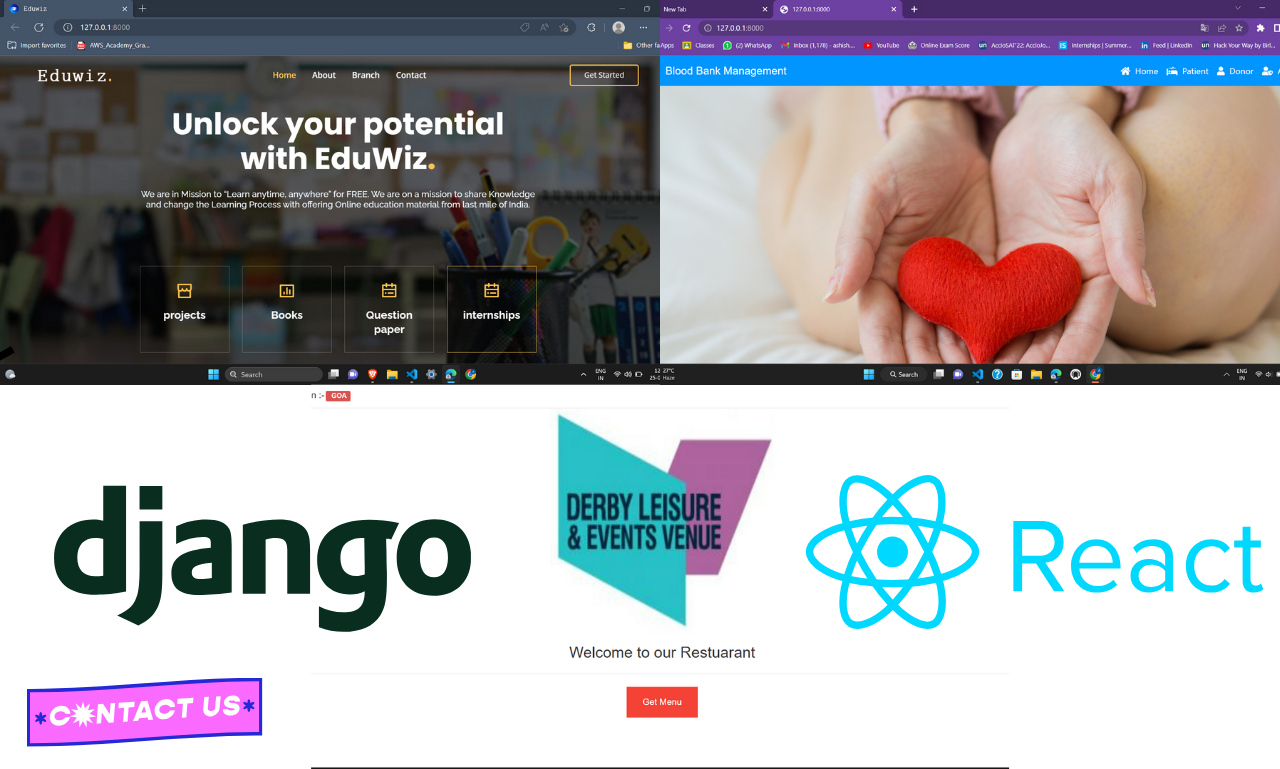 Eduwiz
127.0.0.1:8000
Import favorites
AWS_Academy_Gra...
Other fa
Eduwiz.
Home
About
Branch
Contact
Get Started
Unlock your potential
with EduWiz.
We are in Mission to "Learn anytime, anywhere" for FREE. We are on a mission to share Knowledge
and change the Learning Process with offering Online education material from last mile of India.
projects
Books
Question
paper
internships
Search
ENG
IN
New Tab
127.0.0.1:8000
127.0.0.1:8000
Apps
Classes
(2) WhatsApp
Inbox (1,178) - ashish....
YouTube
Online Exam Score
AccioSAT'22: AccioJo...
Internships | Summer...
Feed | LinkedIn
Hack Your Way by Birl...
Blood Bank Management
Home
Patient
Donor
27°C
Haze
Search
ENG
IN
n :- GOA
DERBY LEISURE
& EVENTS VENUE
Welcome to our Restuarant
Get Menu
django
React
CONTACT US